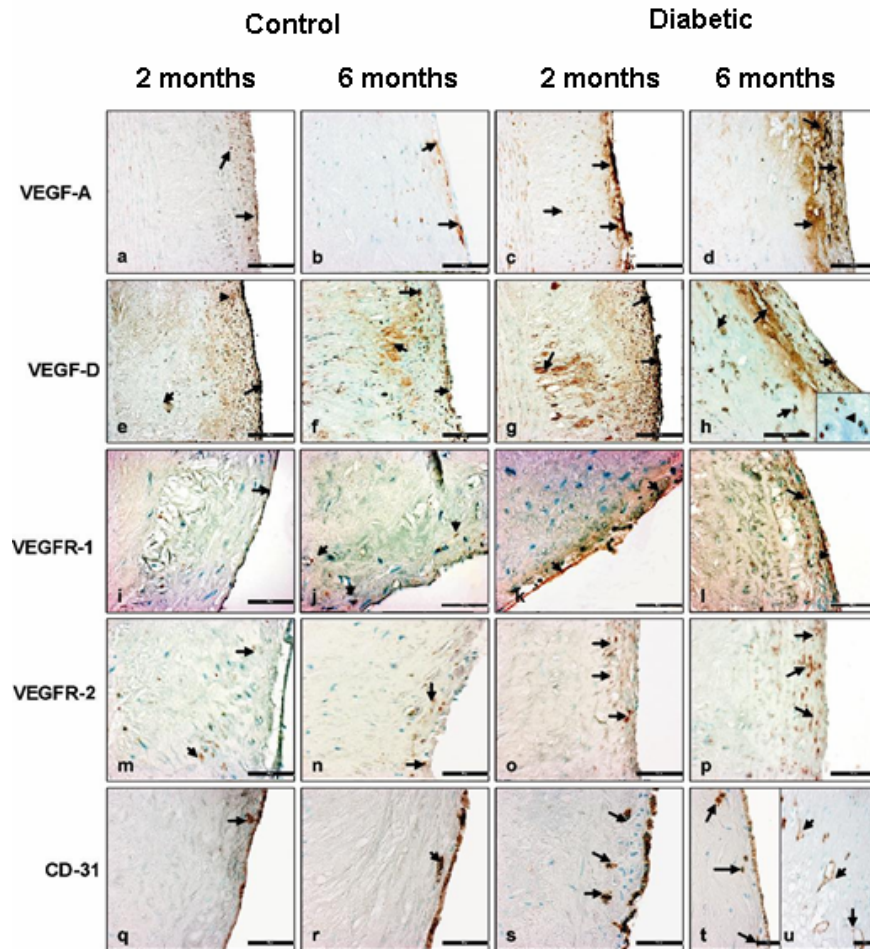 Control Diabetic
2 months 6 months 2 months 6 months
VEGF-A
a b c d
VEGF-D
e f g h
VEGFR-1
i j k l
VEGFR-2
m n o p
CD-31
q r s t u